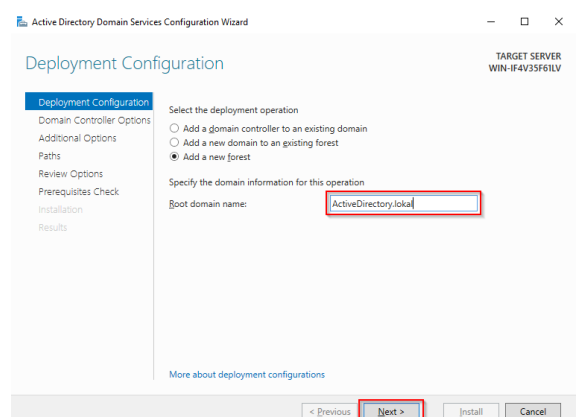 Active Directory Domain Services Configuration Wizard
Deployment Configuration
TARGET SERVER
WIN-IF4V35F61LV
Deployment Configuration
Domain Controller Options
Additional Options
Paths
Review Options
Prerequisites Check
Installation
Results
Select the deployment operation
Add a domain controller to an existing domain
Add a new domain to an existing forest
Add a new forest
Specify the domain information for this operation
Root domain name: ActiveDirectory.lokal
More about deployment configurations
< Previous Next > Install Cancel